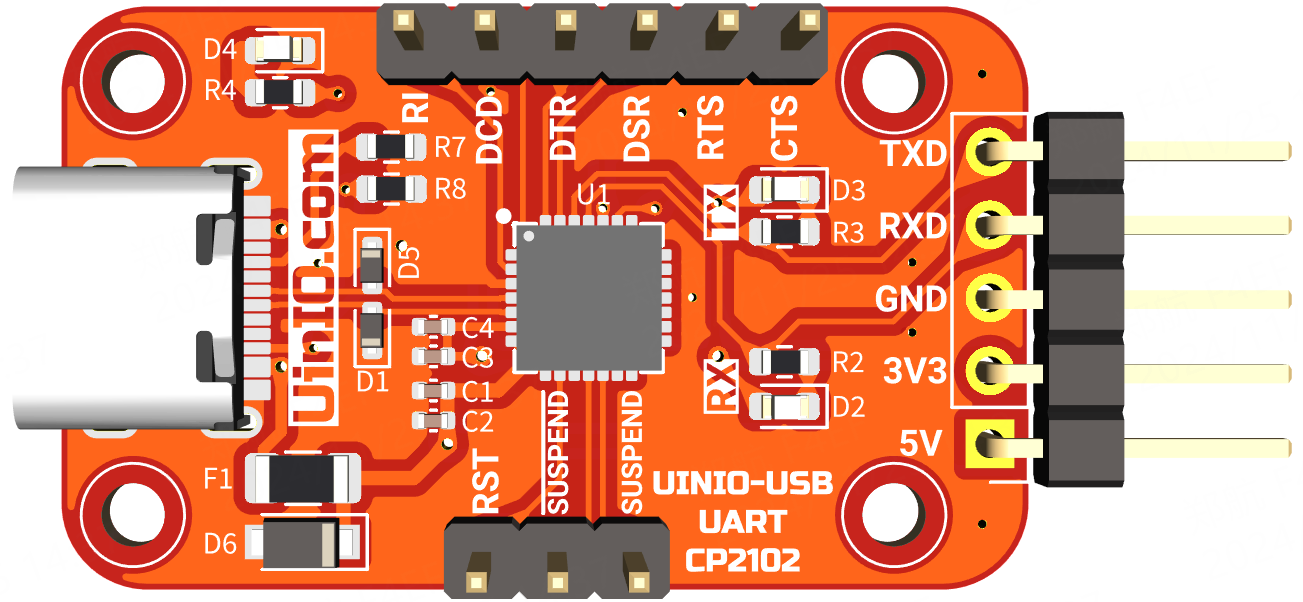 D4
R4
RI
DCD
DTR
DSR
RTS
CTS
TXD
R7
R8
U1
TX
D3
R3
RXD
UiniO.com
D5
GND
C4
C3
D1
C1
C2
RX
R2
D2
3V3
5V
F1
RST
SUSPEND
SUSPEND
UINIO-USB
UART
CP2102
D6